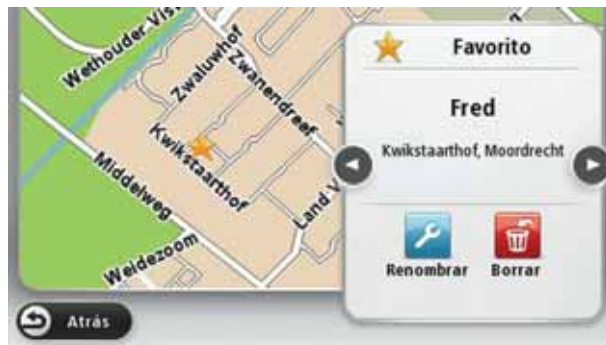 Wethouder Vis
Zwaluwhof
Zwanendreef
Kwikstaarthof
Middelweg
Land-V
Weidezoom
Favorito
Fred
Kwikstaarthof, Moordrecht
Renombrar
Borrar
Atrás